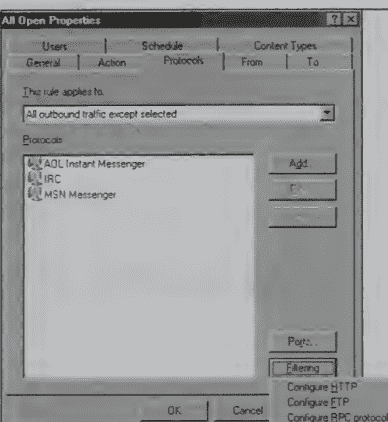 All Open Properties
Users Schedule Content Types
General Action Protocols From To
This rule applies to.
All outbound traffic except selected
Protocols
AOL Instant Messenger
IRC
MSN Messenger
Add...
Ports...
Filtering
Configure HTTP
Configure FTP
Configure RPC protocol
OK Cancel